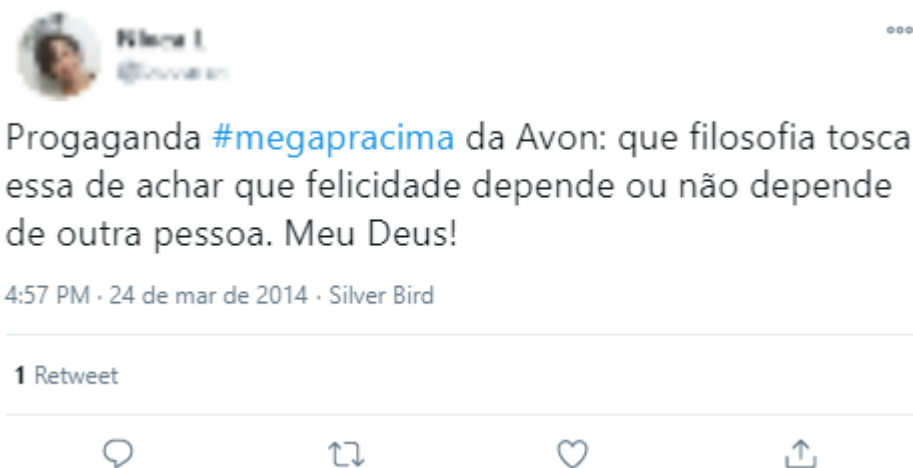 Progaganda #megapracima da Avon: que filosofia tosca
essa de achar que felicidade depende ou não depende
de outra pessoa. Meu Deus!
4:57 PM · 24 de mar de 2014 · Silver Bird
1 Retweet